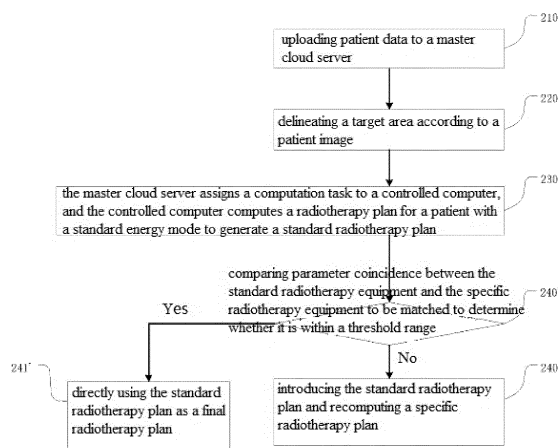 210
uploading patient data to a master
cloud server
220
delineating a target area according to a
patient image
230
the master cloud server assigns a computation task to a controlled computer,
and the controlled computer computes a radiotherapy plan for a patient with
a standard energy mode to generate a standard radiotherapy plan
240
comparing parameter coincidence between the
standard radiotherapy equipment and the specific
radiotherapy equipment to be matched to determine
whether it is within a threshold range
Yes
No
241'
directly using the standard
radiotherapy plan as a final
radiotherapy plan
240
introducing the standard radiotherapy
plan and recomputing a specific
radiotherapy plan